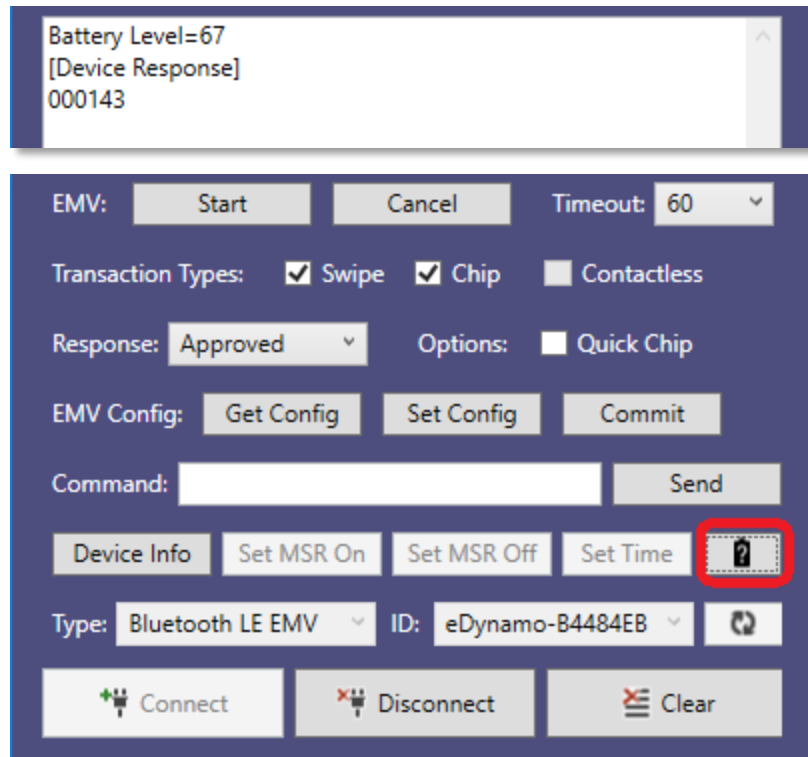 Battery Level=67
[Device Response]
000143
EMV: Start Cancel Timeout: 60
Transaction Types: Swipe Chip Contactless
Response: Approved Options: Quick Chip
EMV Config: Get Config Set Config Commit
Command: Send
Device Info Set MSR On Set MSR Off Set Time ?
Type: Bluetooth LE EMV ID: eDynamo-B4484EB
Connect Disconnect Clear